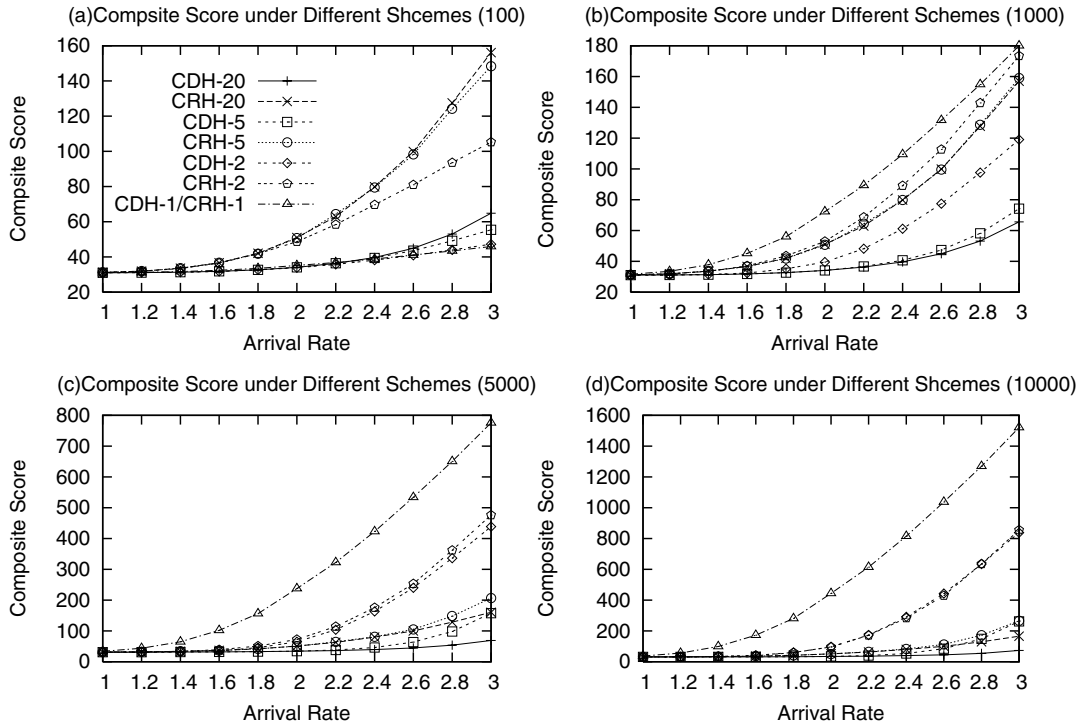 (a)Compsite Score under Different Shcemes (100)
160
140
120
100
80
60
40
20
Composite Score
CDH-20
CRH-20
CDH-5
CRH-5
CDH-2
CRH-2
CDH-1/CRH-1
1 1.2 1.4 1.6 1.8 2 2.2 2.4 2.6 2.8 3
Arrival Rate
(b)Composite Score under Different Schemes (1000)
180
160
140
120
100
80
60
40
20
Composite Score
1 1.2 1.4 1.6 1.8 2 2.2 2.4 2.6 2.8 3
Arrival Rate
(c)Composite Score under Different Schemes (5000)
800
700
600
500
400
300
200
100
0
Composite Score
1 1.2 1.4 1.6 1.8 2 2.2 2.4 2.6 2.8 3
Arrival Rate
(d)Composite Score under Different Shcemes (10000)
1600
1400
1200
1000
800
600
400
200
0
Composite Score
1 1.2 1.4 1.6 1.8 2 2.2 2.4 2.6 2.8 3
Arrival Rate